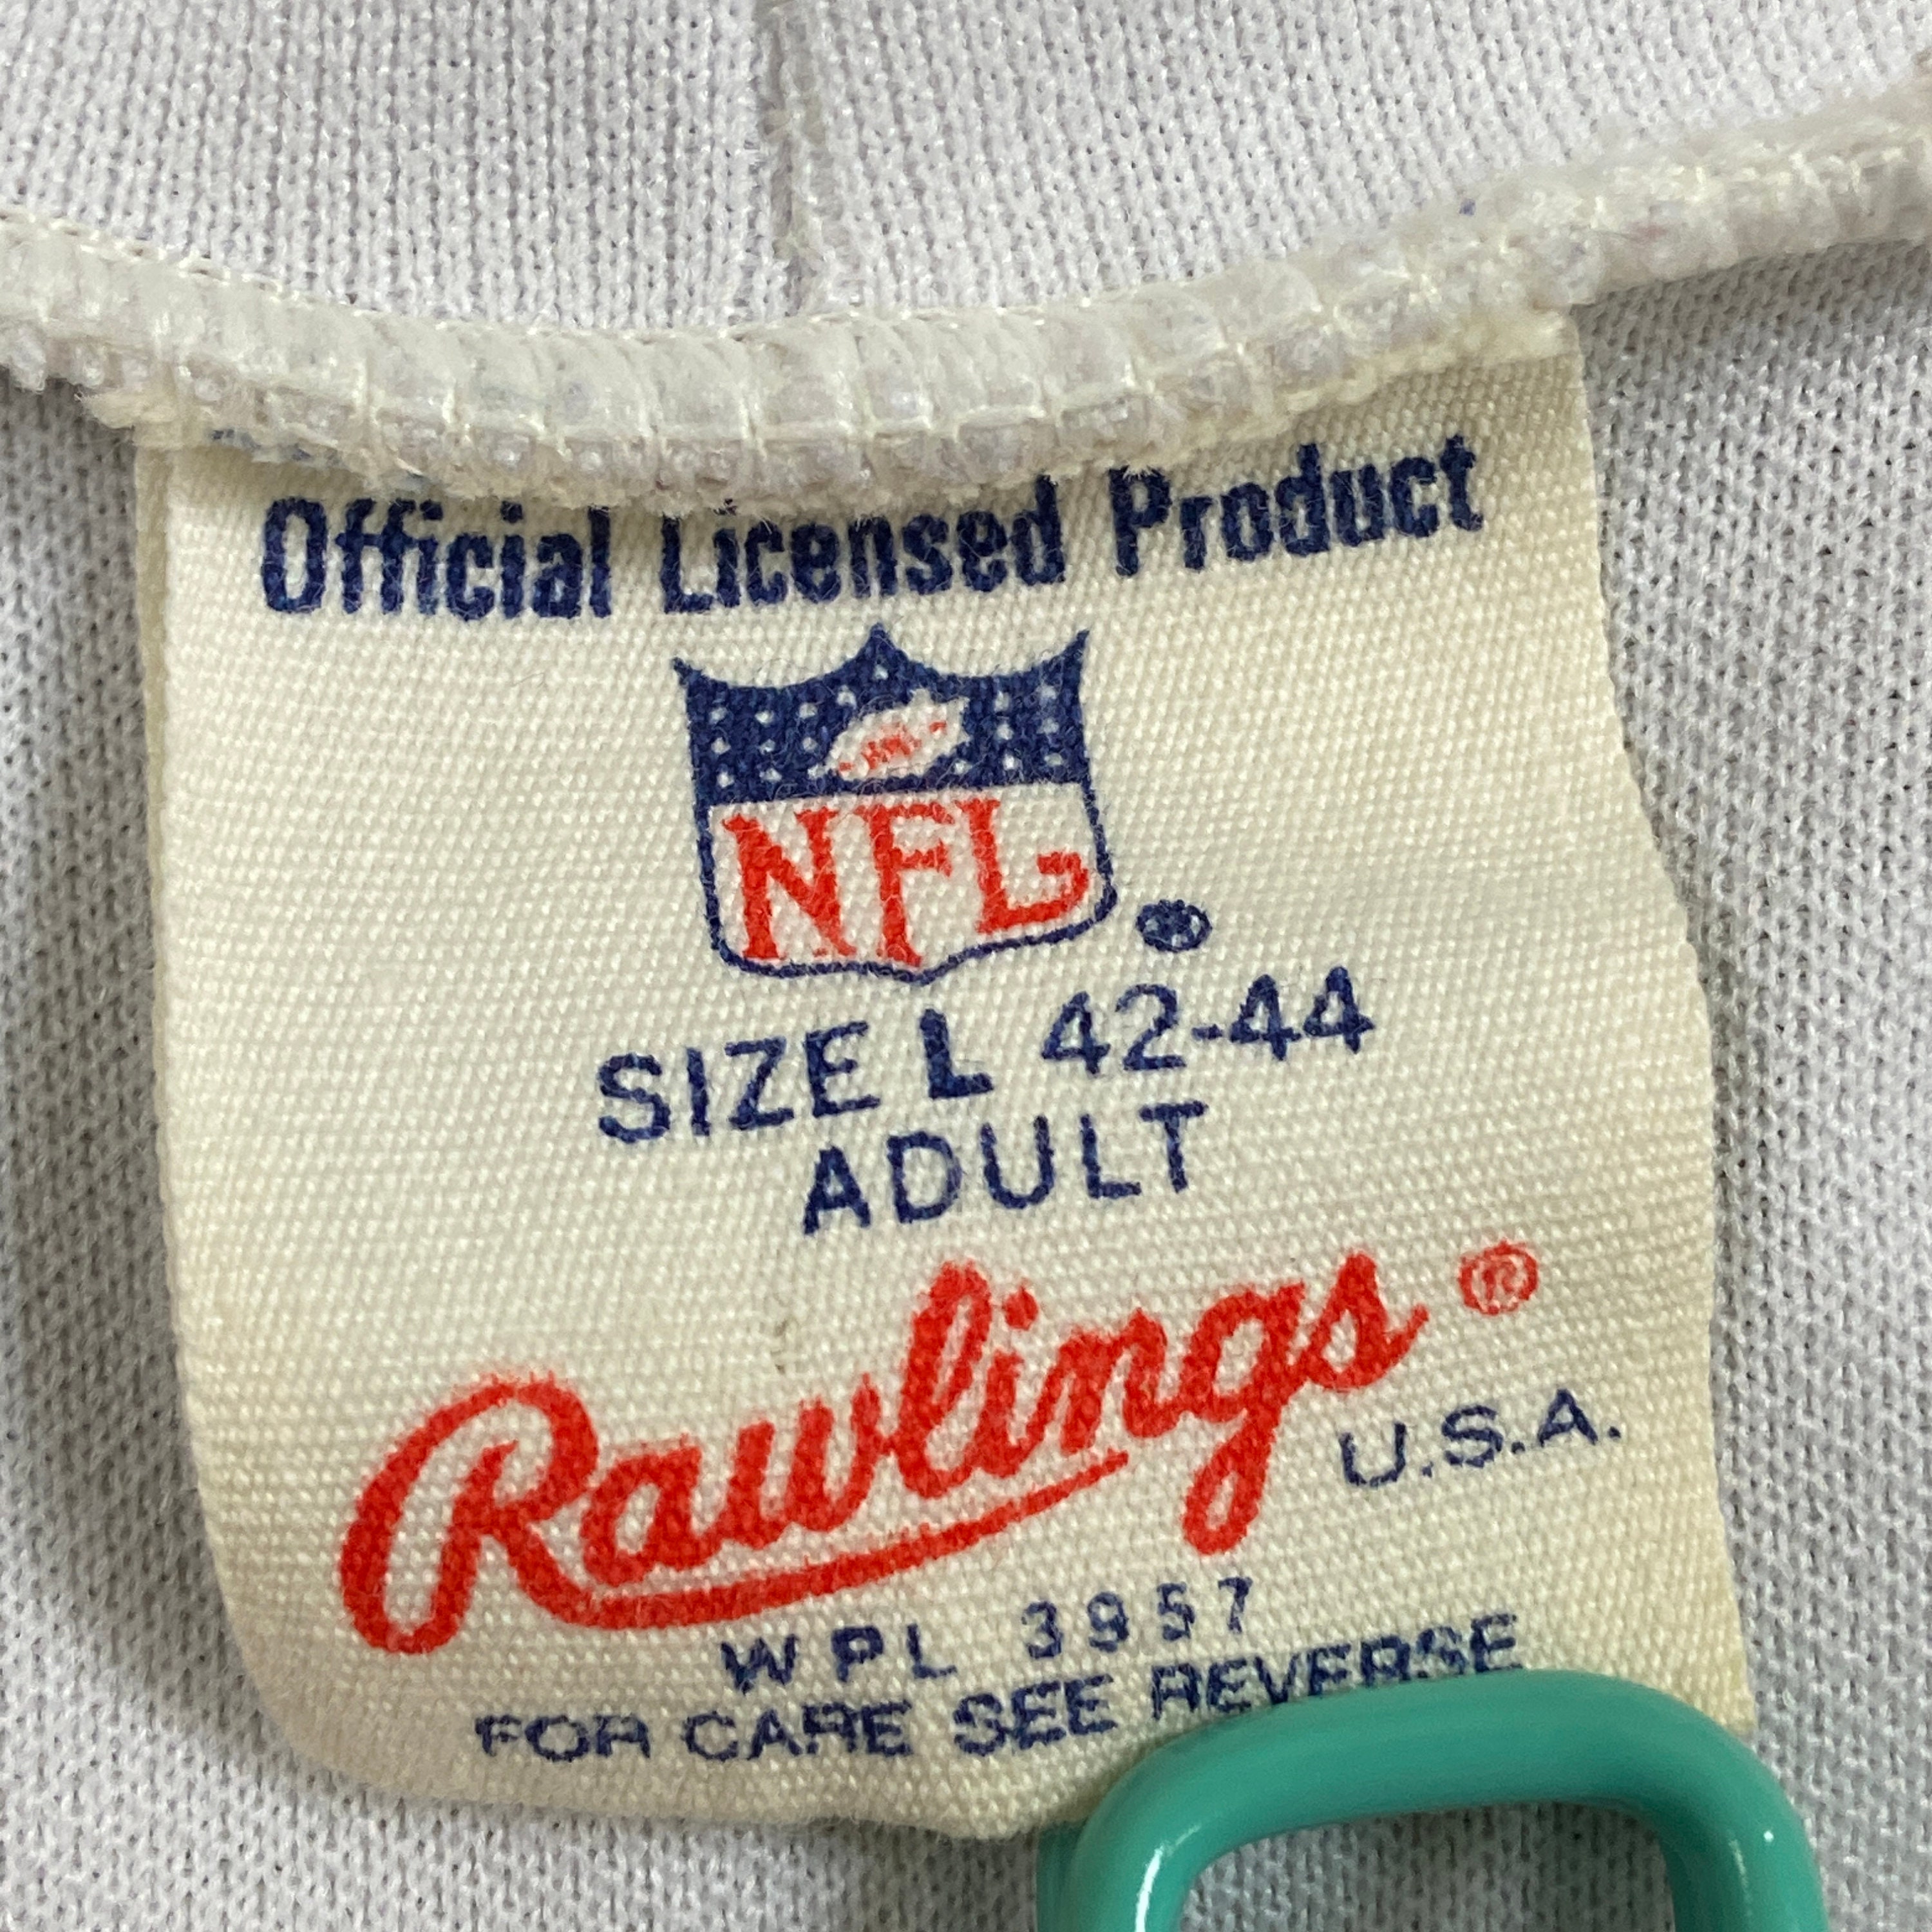 Official Licensed Product
NFL ®
SIZE L 42-44
ADULT
Rawlings ®
U.S.A.
WPL 3957
FOR CARE SEE REVERSE